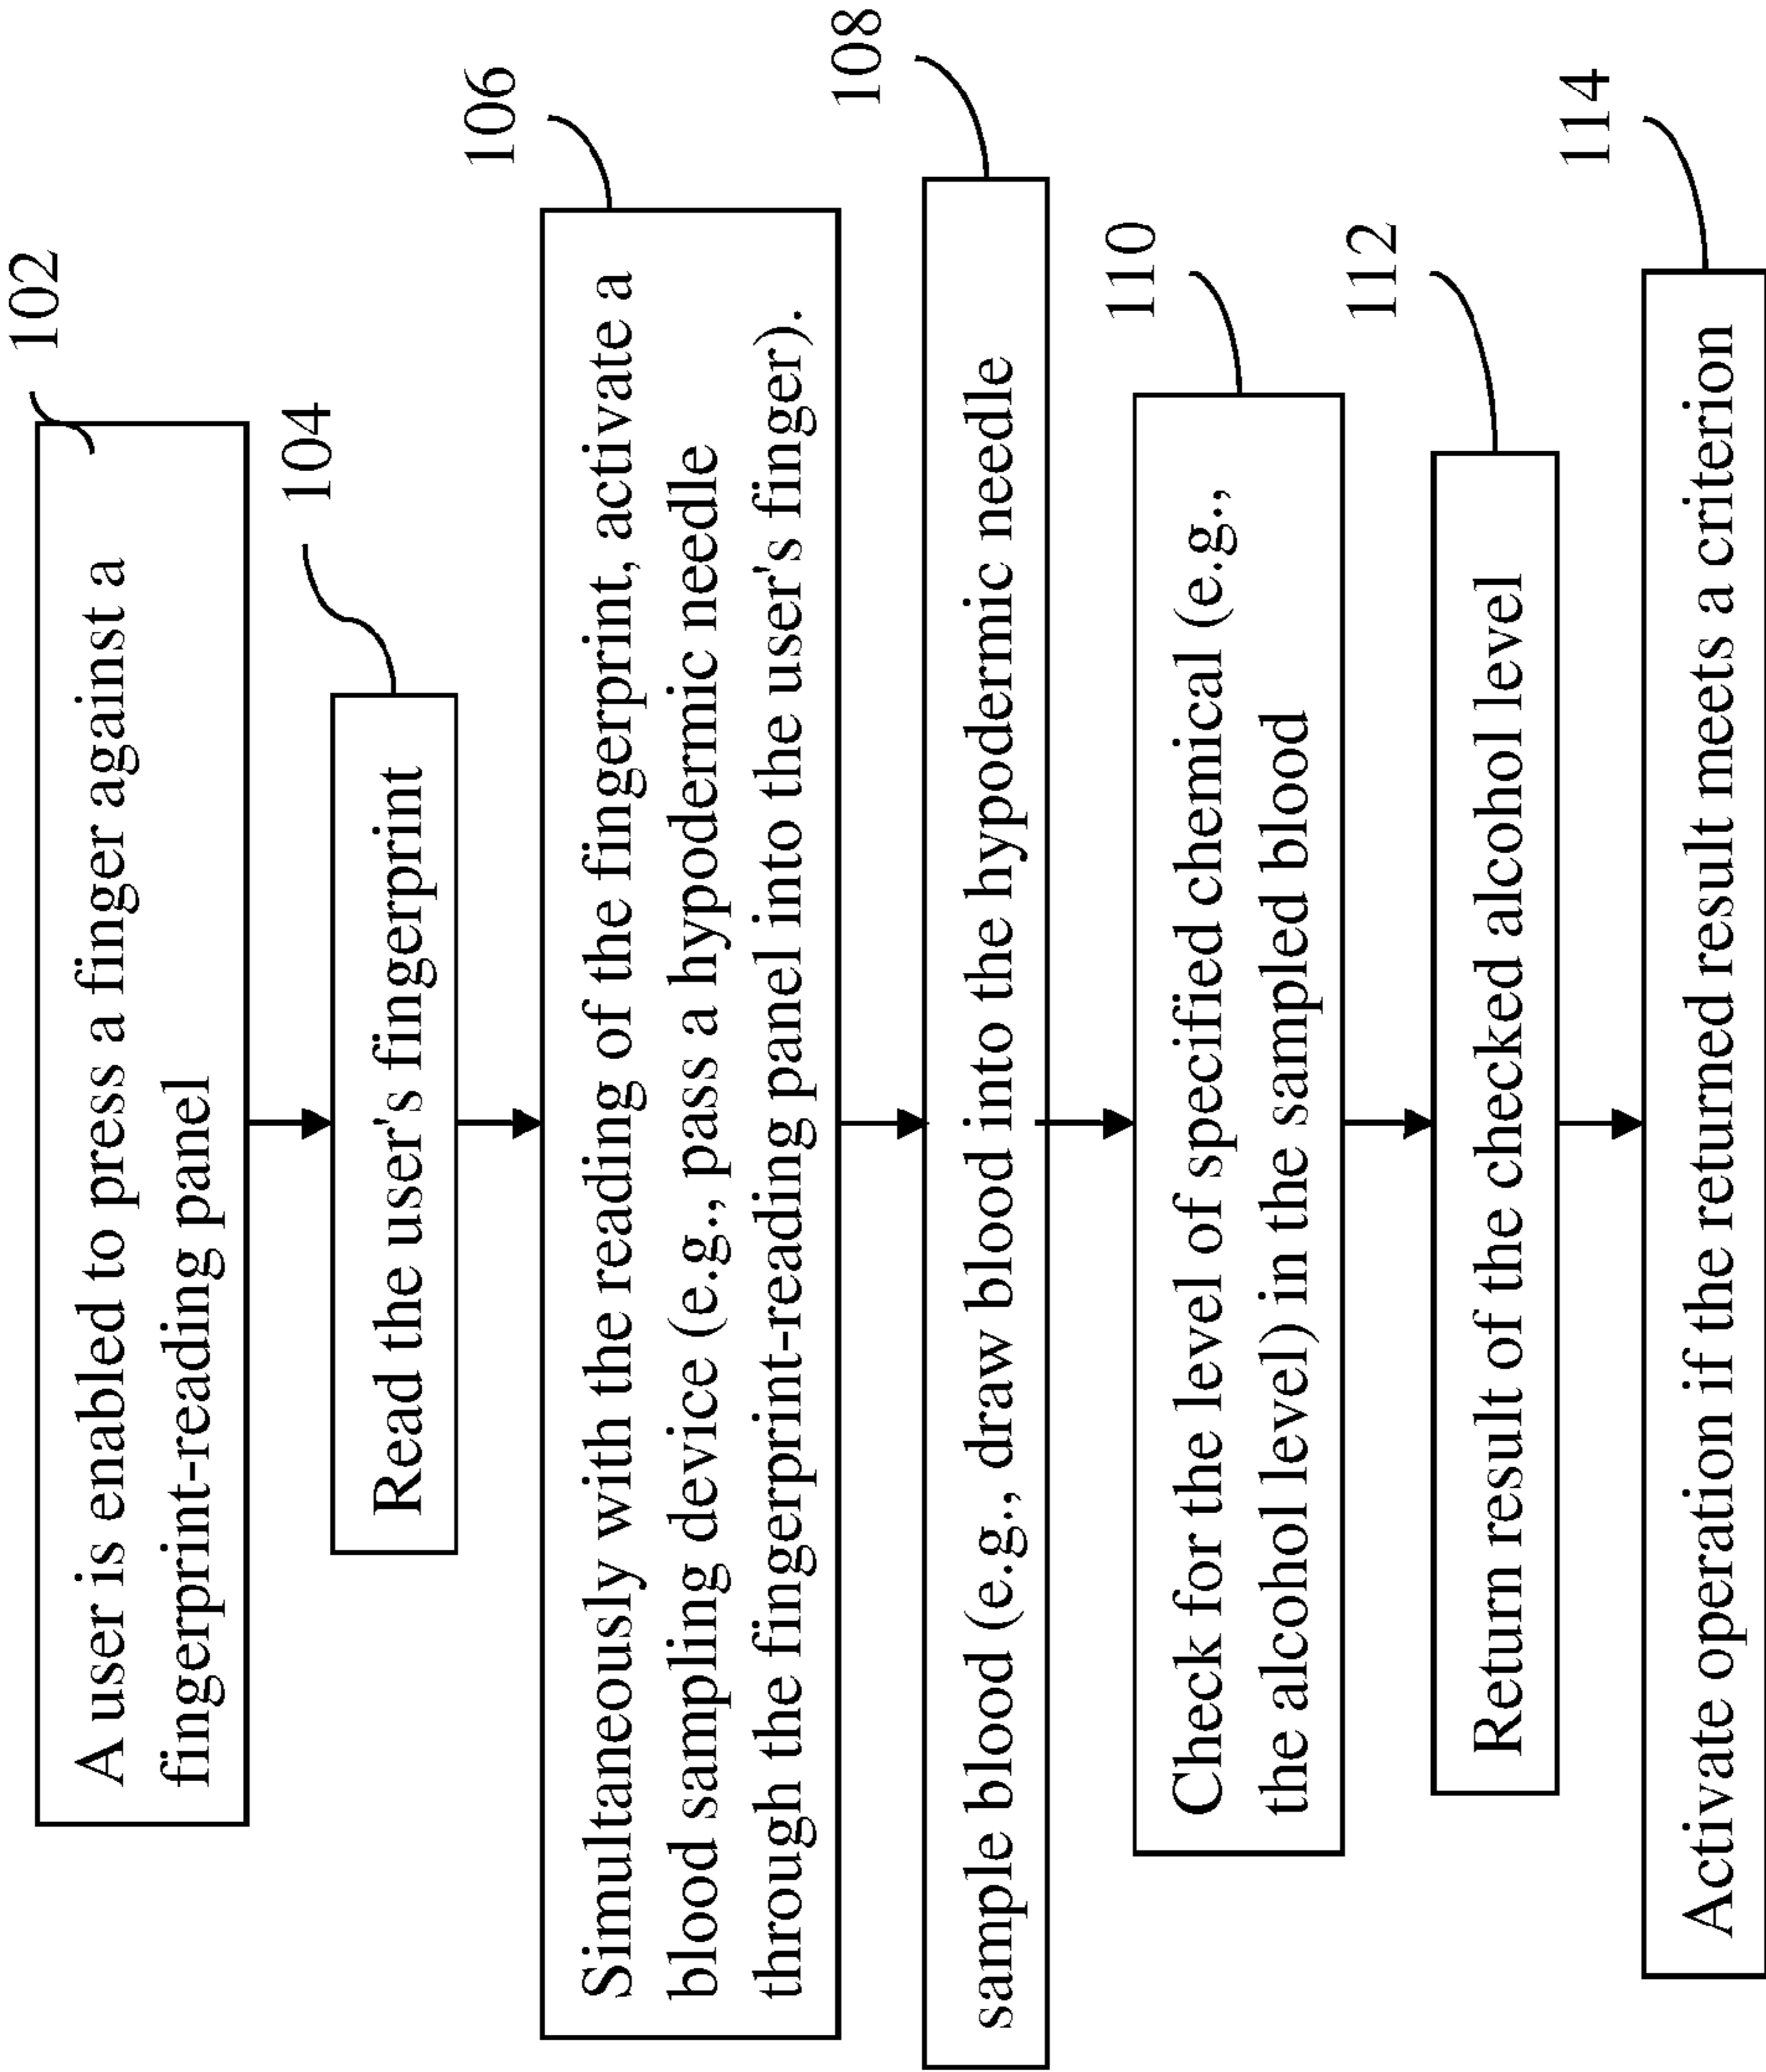 102
A user is enabled to press a finger against a
fingerprint-reading panel
104
Read the user's fingerprint
106
Simultaneously with the reading of the fingerprint, activate a
blood sampling device (e.g., pass a hypodermic needle
through the fingerprint-reading panel into the user's finger).
108
sample blood (e.g., draw blood into the hypodermic needle
110
Check for the level of specified chemical (e.g.,
the alcohol level) in the sampled blood
112
Return result of the checked alcohol level
114
Activate operation if the returned result meets a criterion